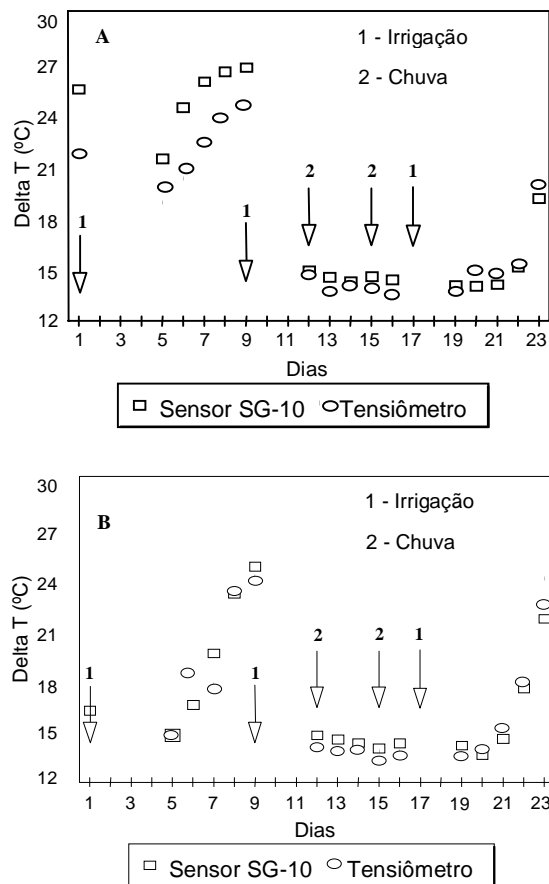 A
1 - Irrigação
2 - Chuva
Delta T (ºC)
30
27
24
21
18
15
12
1
1
2
2
1
1 3 5 7 9 11 13 15 17 19 21 23
Dias
Sensor SG-10 Tensiômetro
B
1 - Irrigação
2 - Chuva
Delta T (ºC)
30
27
24
21
18
15
12
1
1
2
2
1
1 3 5 7 9 11 13 15 17 19 21 23
Dias
Sensor SG-10 Tensiômetro